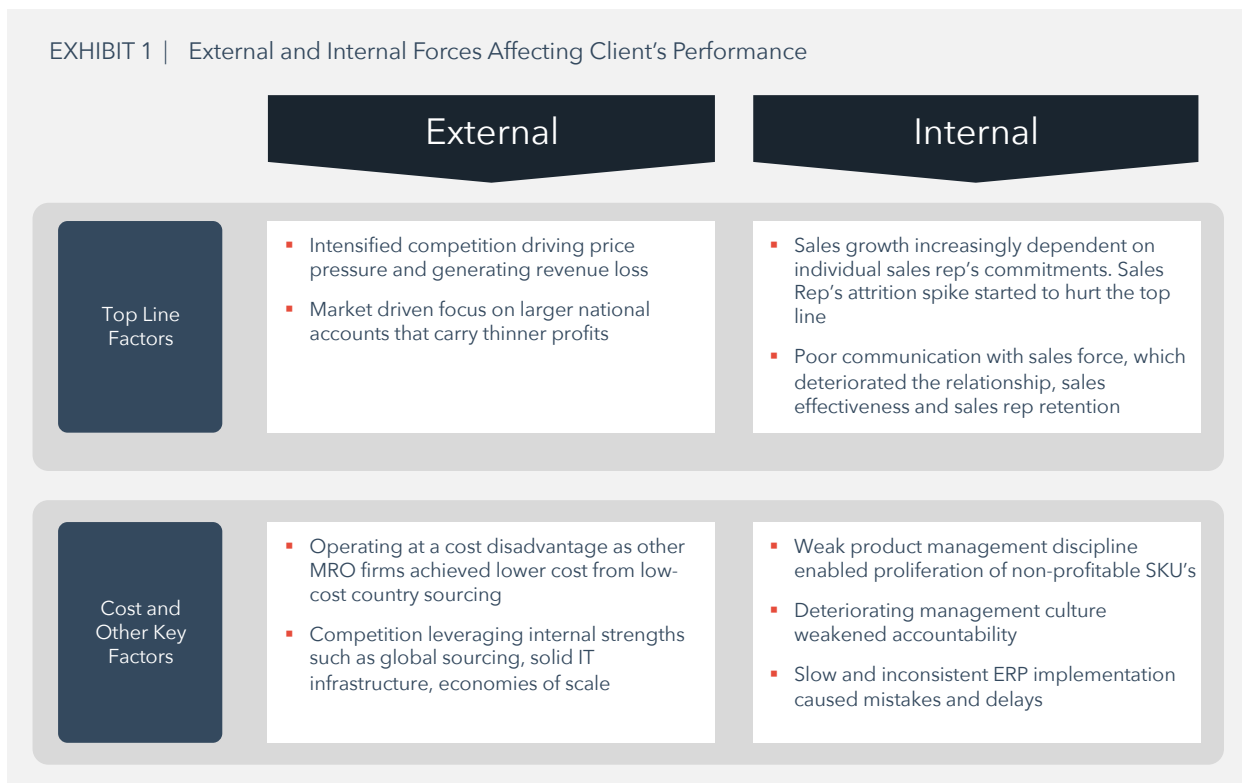 EXHIBIT 1 | External and Internal Forces Affecting Client’s Performance
External
Internal
Top Line
Factors
▪ Intensified competition driving price
pressure and generating revenue loss
▪ Market driven focus on larger national
accounts that carry thinner profits
▪ Sales growth increasingly dependent on
individual sales rep’s commitments. Sales
Rep’s attrition spike started to hurt the top
line
▪ Poor communication with sales force, which
deteriorated the relationship, sales
effectiveness and sales rep retention
Cost and
Other Key
Factors
▪ Operating at a cost disadvantage as other
MRO firms achieved lower cost from low-
cost country sourcing
▪ Competition leveraging internal strengths
such as global sourcing, solid IT
infrastructure, economies of scale
▪ Weak product management discipline
enabled proliferation of non-profitable SKU’s
▪ Deteriorating management culture
weakened accountability
▪ Slow and inconsistent ERP implementation
caused mistakes and delays